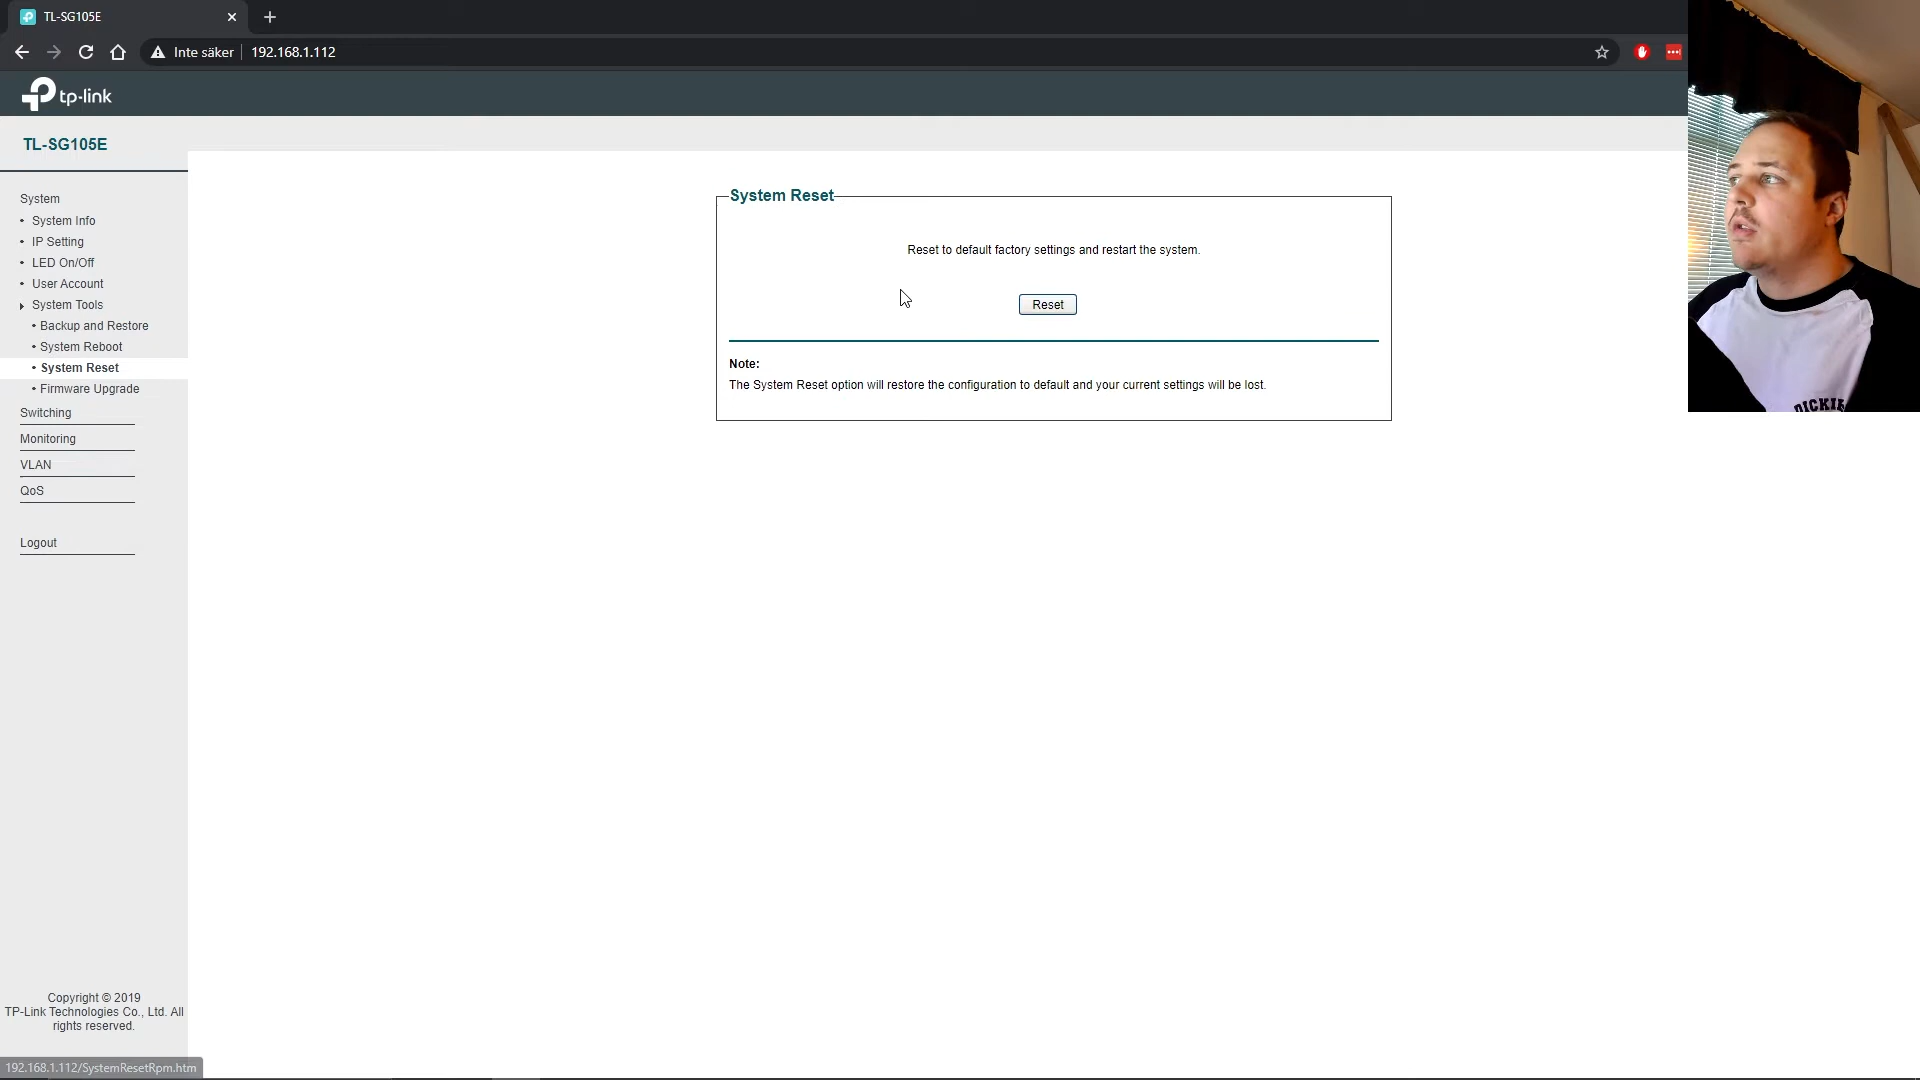 TL-SG105E
Inte säker
192.168.1.112
tp-link
TL-SG105E
System
System Info
IP Setting
LED On/Off
User Account
System Tools
Backup and Restore
System Reboot
System Reset
Firmware Upgrade
Switching
Monitoring
VLAN
QoS
Logout
System Reset
Reset to default factory settings and restart the system.
Reset
Note:
The System Reset option will restore the configuration to default and your current settings will be lost.
DICKIE
Copyright © 2019
TP-Link Technologies Co., Ltd. All
rights reserved.
192.168.1.112/SystemResetRpm.htm